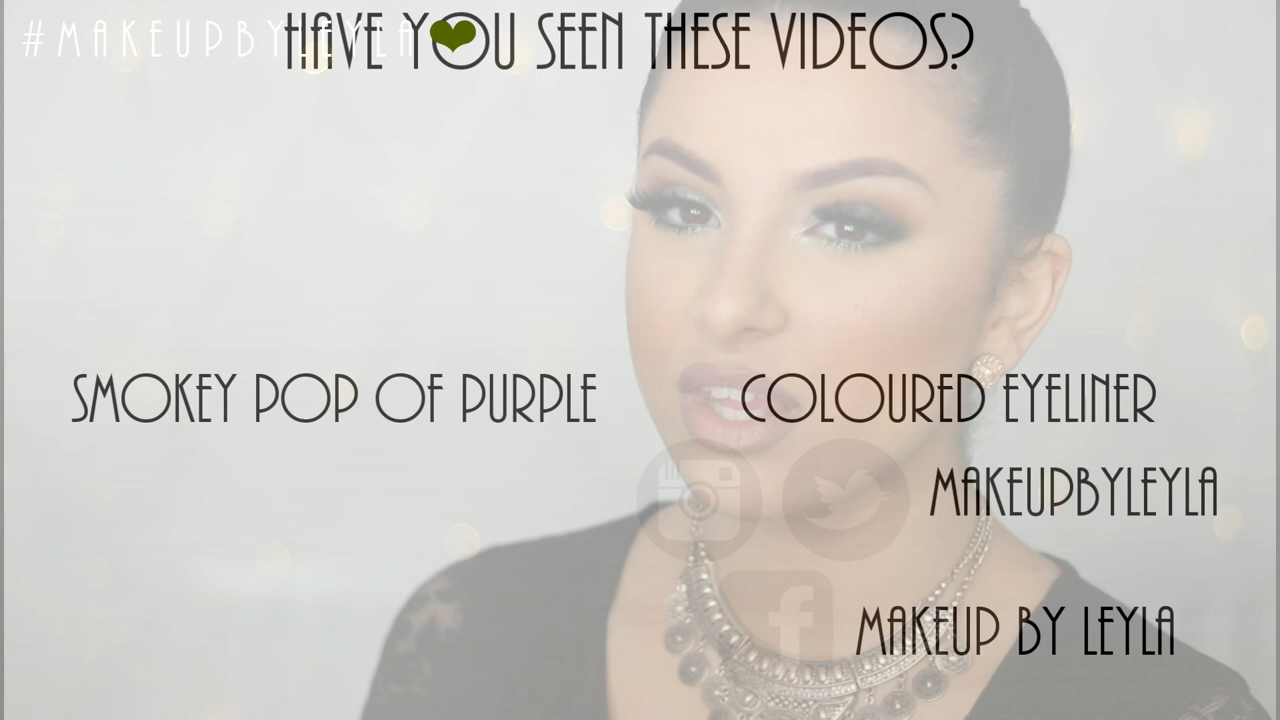 #MAKEUPBYLEYLA
HAVE YOU SEEN THESE VIDEOS?
SMOKEY POP OF PURPLE
COLOURED EYELINER
MAKEUPBYLEYLA
MAKEUP BY LEYLA